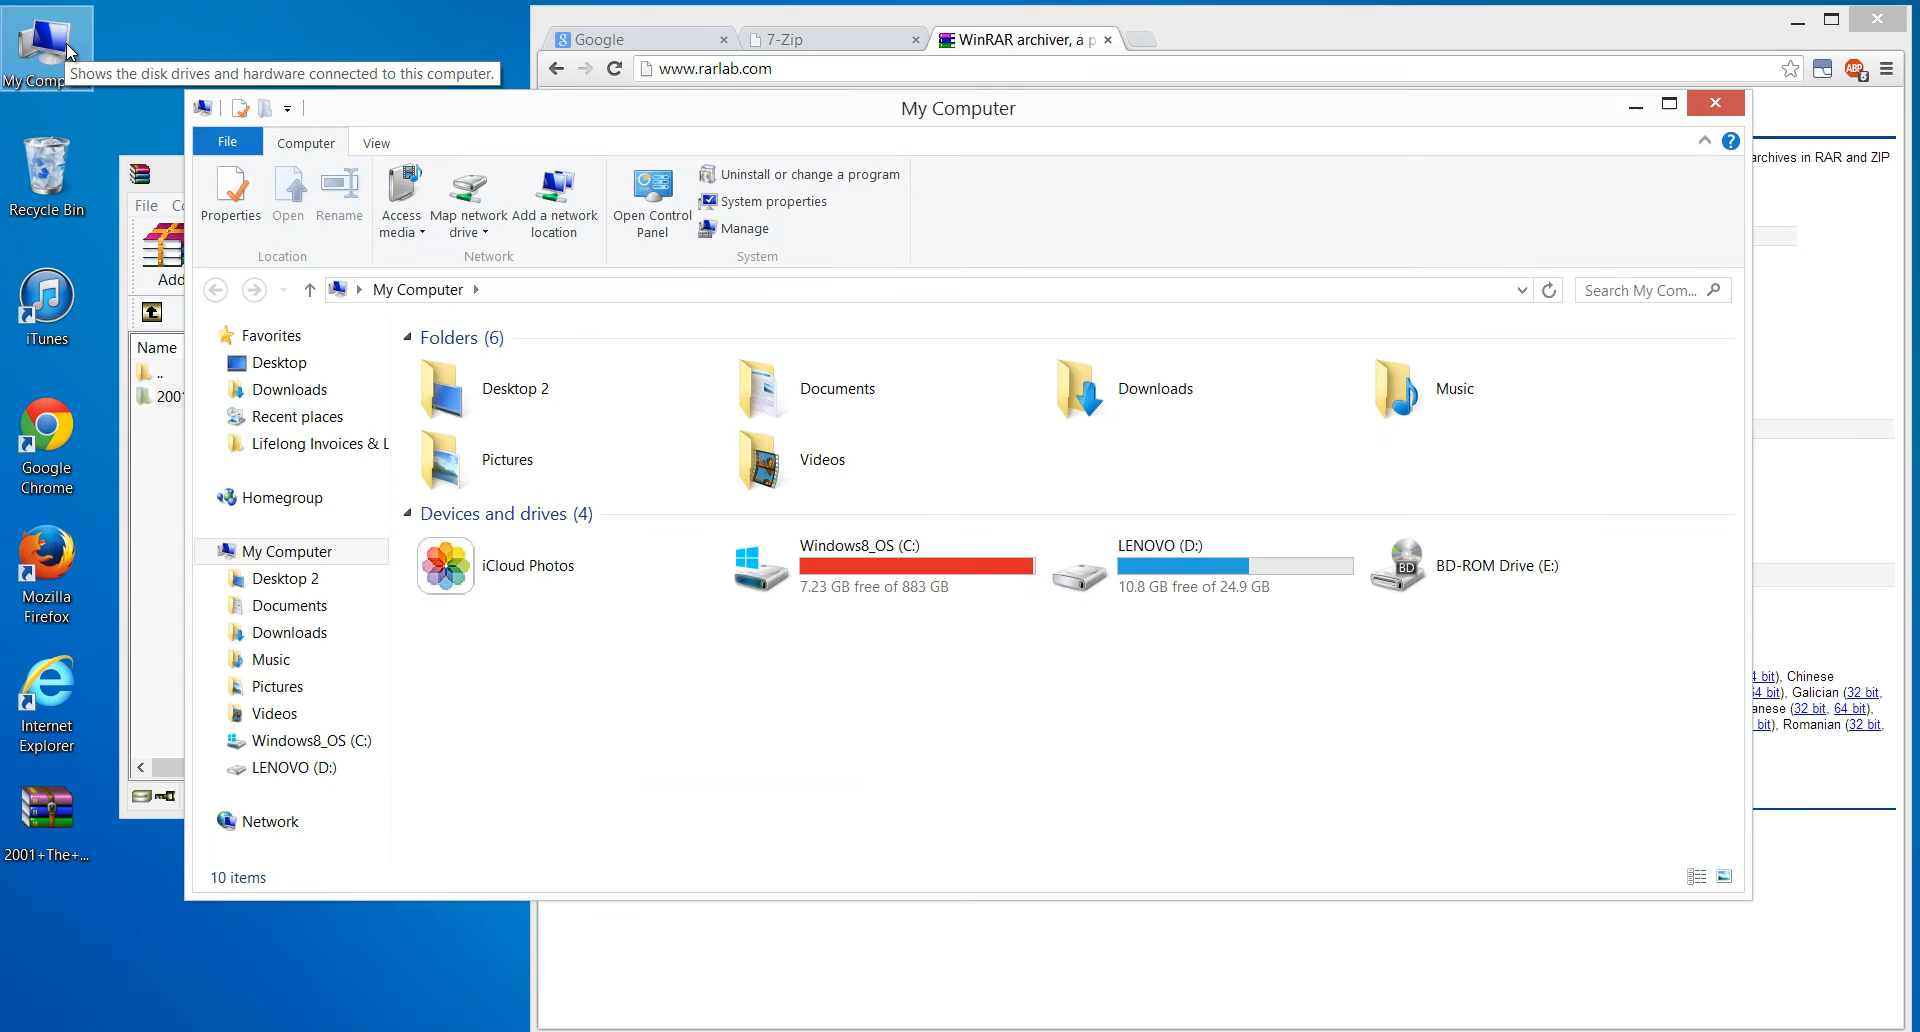 My Comp
Shows the disk drives and hardware connected to this computer.
Recycle Bin
iTunes
Google
Chrome
Mozilla
Firefox
Internet
Explorer
2001+The+...
Google
7-Zip
WinRAR archiver, a p
www.rarlab.com
ABP
5
File
Add
Name
..
200
My Computer
File
Computer
View
Properties
Open
Rename
Location
Access
media
Map network
drive
Add a network
location
Network
Open Control
Panel
Uninstall or change a program
System properties
Manage
System
My Computer
Search My Com...
Favorites
Desktop
Downloads
Recent places
Lifelong Invoices & L
Homegroup
My Computer
Desktop 2
Documents
Downloads
Music
Pictures
Videos
Windows8_OS (C:)
LENOVO (D:)
Network
Folders (6)
Desktop 2
Documents
Downloads
Music
Pictures
Videos
Devices and drives (4)
iCloud Photos
Windows8_OS (C:)
7.23 GB free of 883 GB
LENOVO (D:)
10.8 GB free of 24.9 GB
BD
BD-ROM Drive (E:)
10 items
archives in RAR and ZIP
bit), Chinese
64 bit), Galician (32 bit,
anese (32 bit, 64 bit),
bit), Romanian (32 bit,